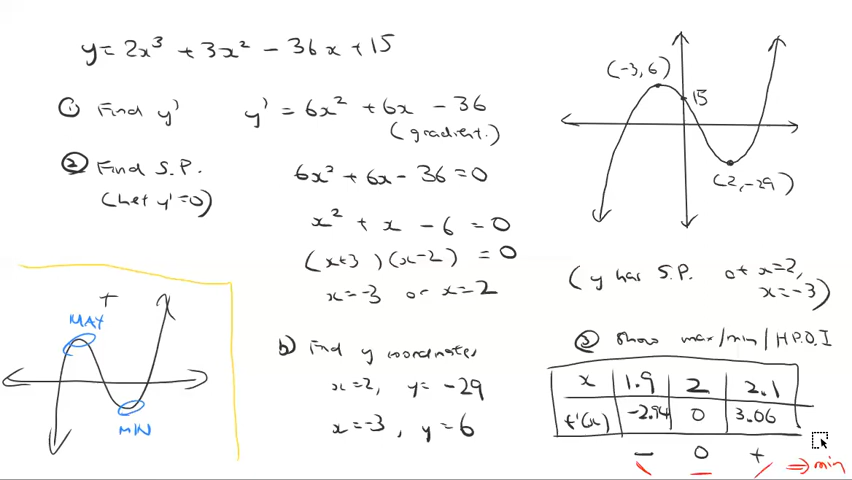 y = 2x³ + 3x² - 36x + 15
① Find y'
y' = 6x² + 6x - 36
(gradient.)
② Find S.P.
(Let y'=0)
6x² + 6x - 36 = 0
x² + x - 6 = 0
(x+3)(x-2) = 0
x=-3 or x=2
b) Find y coordinates
x=2, y= -29
x=-3, y=6
+
MAX
MIN
(-3, 6)
15
(2, -29)
(y has S.P. at x=2,
x=-3)
③ Show max/min/H.P.O.I
x 1.9 2 2.1
f'(x) -2.94 0 3.06
- 0 +
\ — / ⇒ min